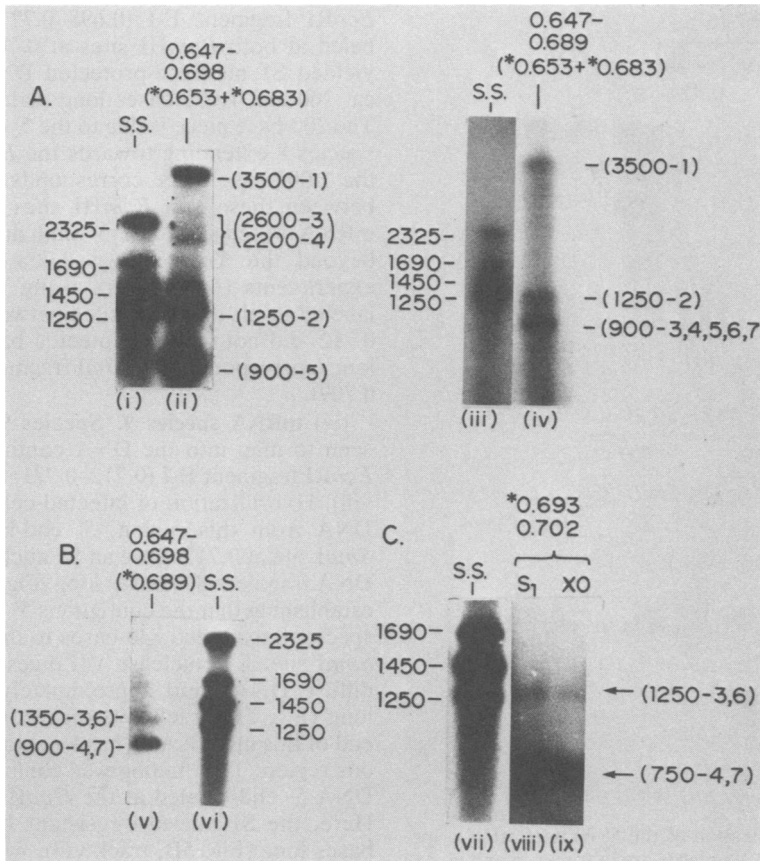 A.
S.S.
0.647-
0.698
(*0.653+*0.683)
2325
1690
1450
1250
(3500-1)
(2600-3)
(2200-4)
(1250-2)
(900-5)
(i)
(ii)
0.647-
0.689
(*0.653+*0.683)
S.S.
2325
1690
1450
1250
(3500-1)
(1250-2)
(900-3,4,5,6,7
(iii)
(iv)
B.
0.647-
0.698
(*0.689)
S.S.
2325
1690
1450
1250
(1350-3,6)
(900-4,7)
(v)
(vi)
C.
*0.693
0.702
S.S.
S1
XO
1690
1450
1250
(1250-3,6)
(750-4,7)
(vii)
(viii)
(ix)